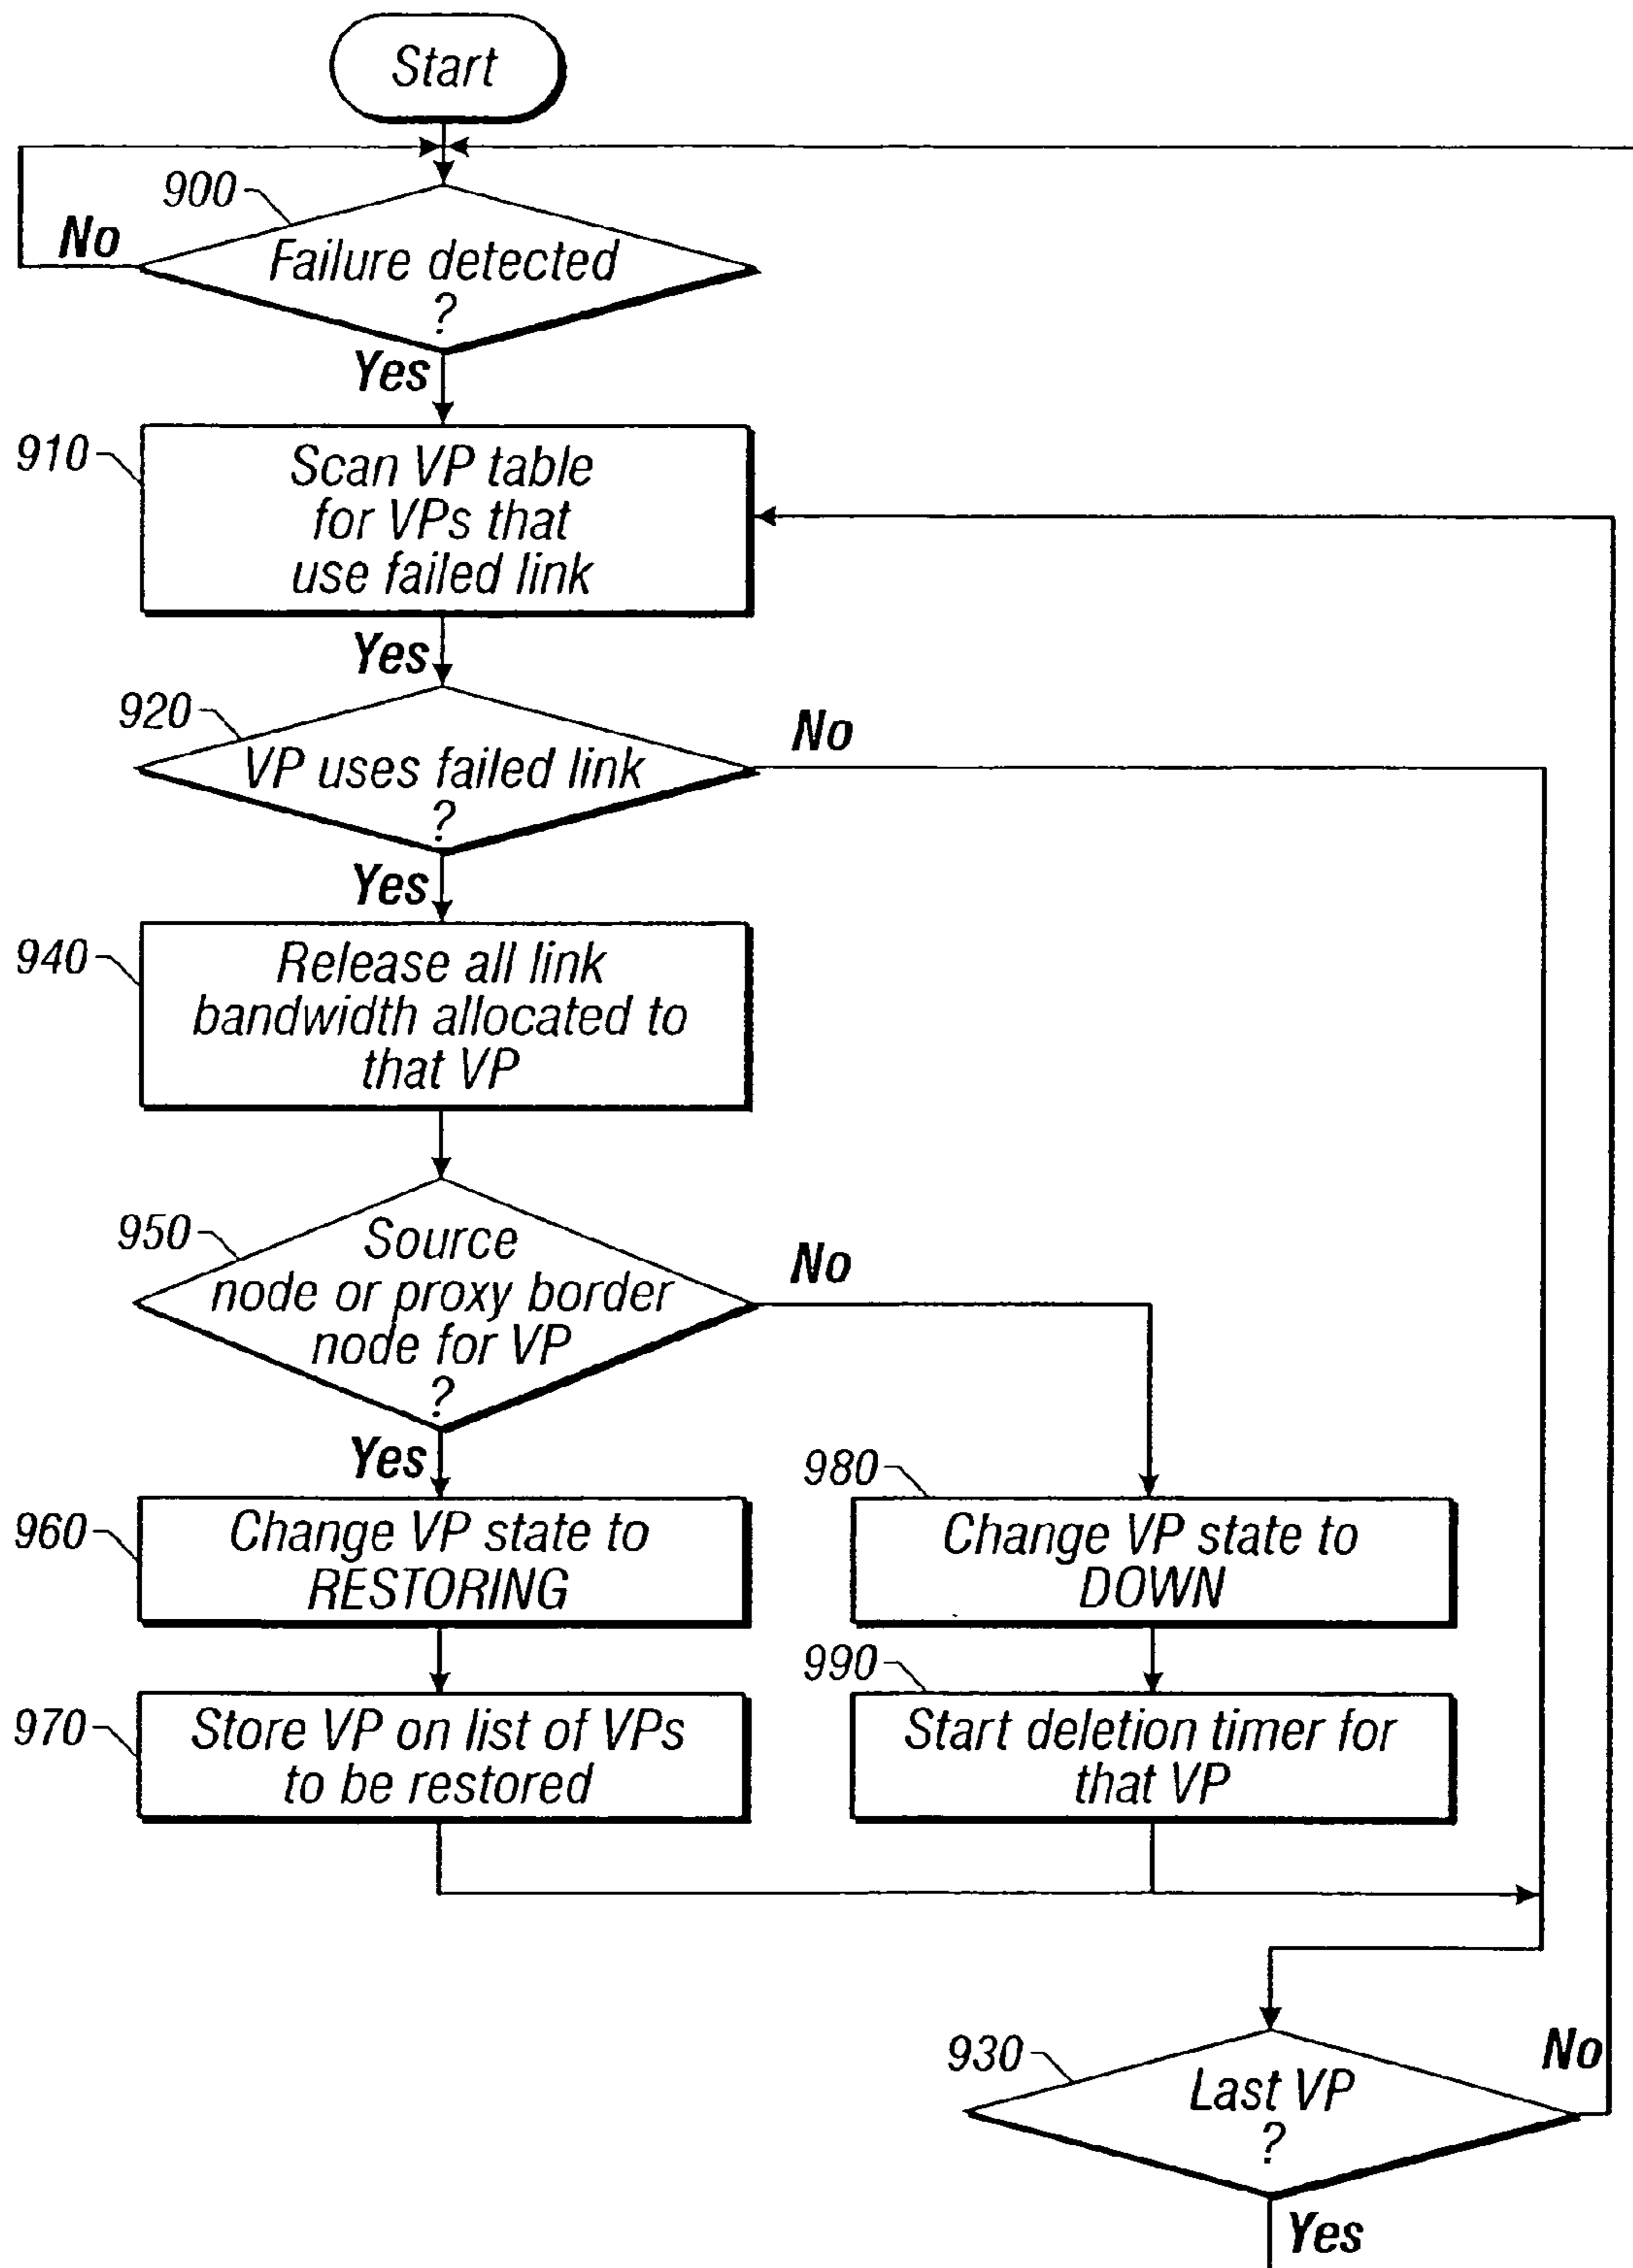 Start
900
No
Failure detected
?
Yes
910
Scan VP table
for VPs that
use failed link
Yes
920
No
VP uses failed link
?
Yes
940
Release all link
bandwidth allocated to
that VP
950
Source
node or proxy border
node for VP
?
No
Yes
960
Change VP state to
RESTORING
980
Change VP state to
DOWN
970
Store VP on list of VPs
to be restored
990
Start deletion timer for
that VP
930
Last VP
?
No
Yes